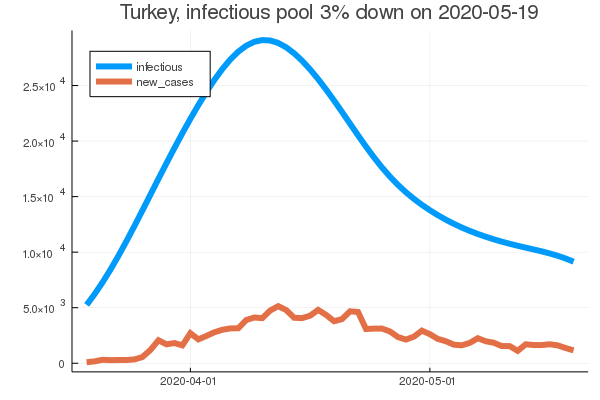 Turkey, infectious pool 3% down on 2020-05-19
infectious
new_cases
2.5×10⁴
2.0×10⁴
1.5×10⁴
1.0×10⁴
5.0×10³
0
2020-04-01 2020-05-01